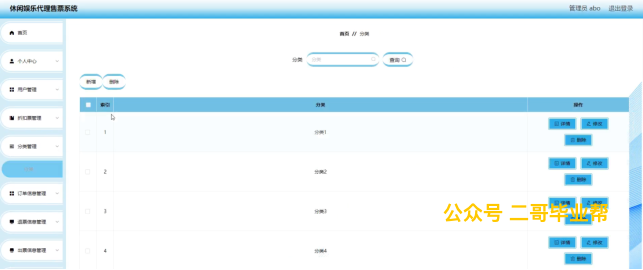 休闲娱乐代理售票系统
管理员 abo 退出登录
首页
首页 // 分类
个人中心
分类 分类 查询
用户管理
新增 删除
折扣票管理
索引 分类 操作
分类管理
1 分类1 详情 修改
删除
2 分类2 详情 修改
删除
订单信息管理
3 分类3 详情 修改
公众号 二哥毕业帮
退票信息管理
4 分类4 详情 修改
出票信息管理
删除